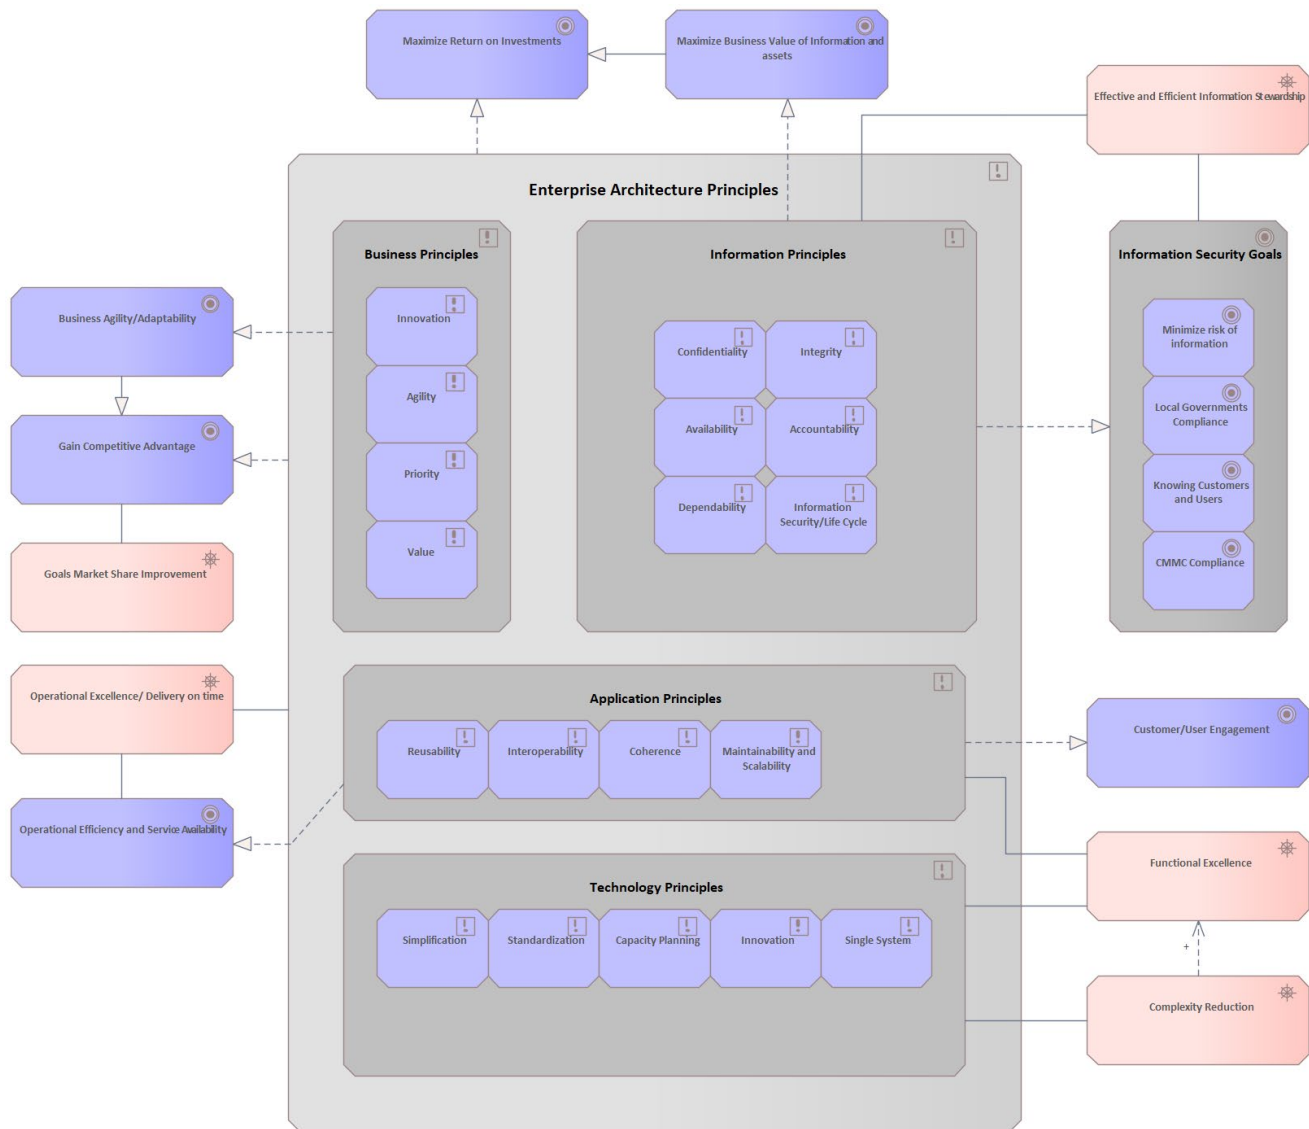 Maximize Return on Investments
Maximize Business Value of Information and
assets
Effective and Efficient Information Stewardship
Enterprise Architecture Principles
Business Principles
Innovation
Agility
Priority
Value
Information Principles
Confidentiality
Integrity
Availability
Accountability
Dependability
Information
Security/Life Cycle
Information Security Goals
Minimize risk of
information
Local Governments
Compliance
Knowing Customers
and Users
CMMC Compliance
Business Agility/Adaptability
Gain Competitive Advantage
Goals Market Share Improvement
Operational Excellence/ Delivery on time
Operational Efficiency and Service Availability
Application Principles
Reusability
Interoperability
Coherence
Maintainability and
Scalability
Customer/User Engagement
Technology Principles
Simplification
Standardization
Capacity Planning
Innovation
Single System
Functional Excellence
+
Complexity Reduction